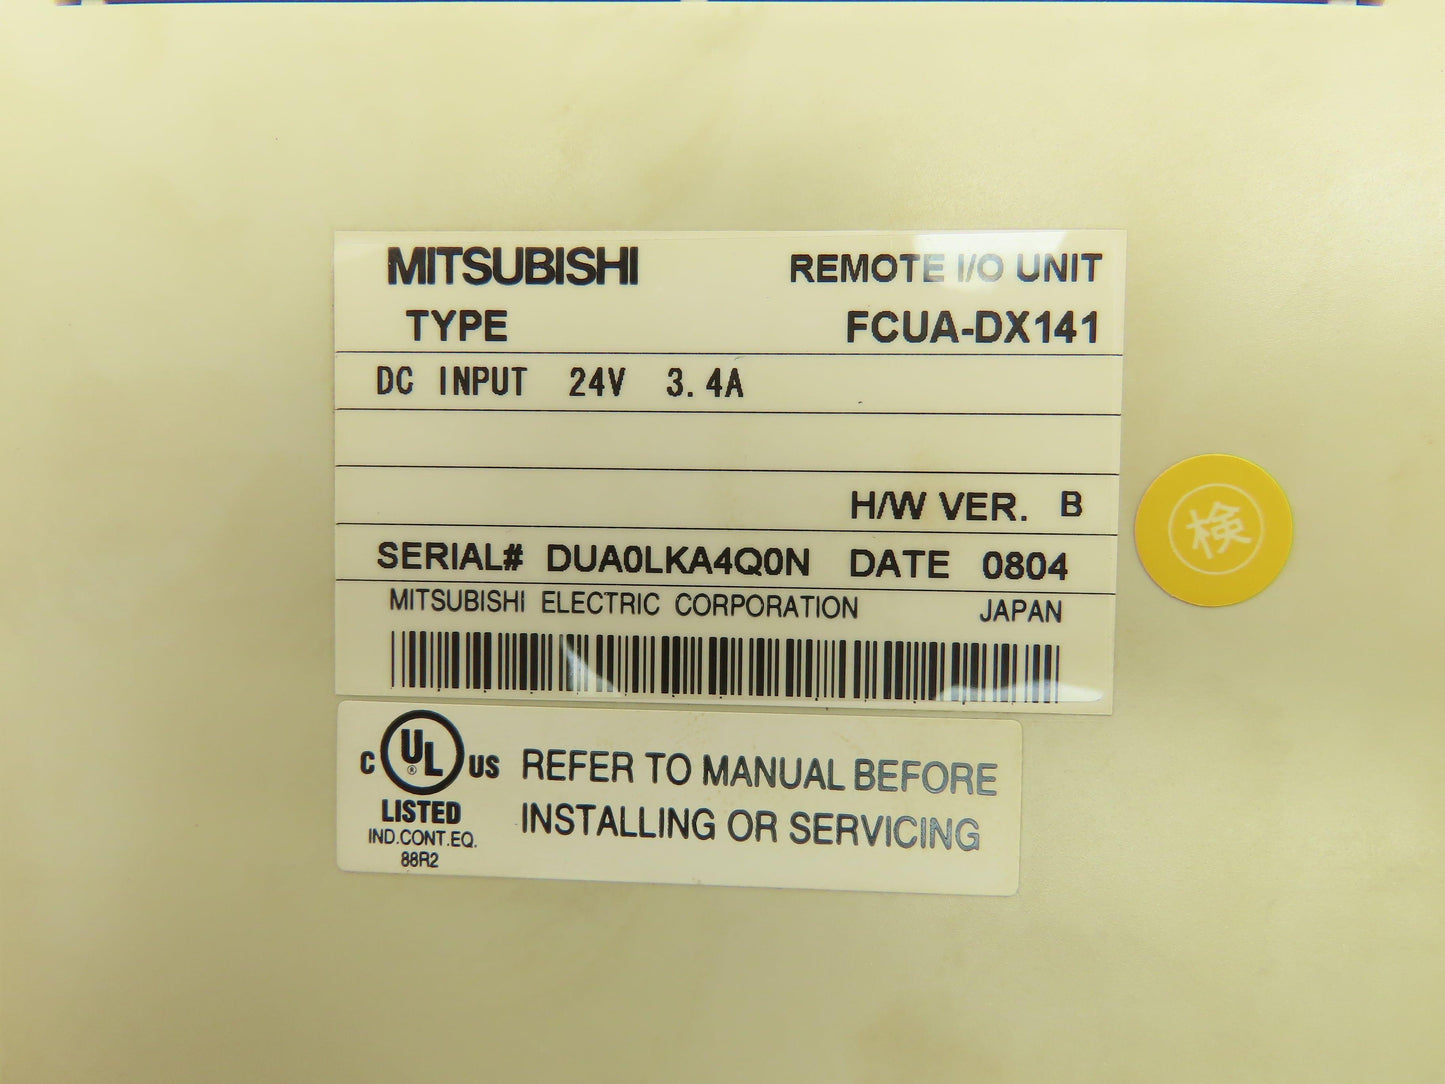 MITSUBISHI REMOTE I/O UNIT
TYPE FCUA-DX141
DC INPUT 24V 3.4A
H/W VER. B
SERIAL# DUA0LKA4Q0N DATE 0804
MITSUBISHI ELECTRIC CORPORATION JAPAN
検
C UL® US
LISTED
IND.CONT.EQ.
88R2
REFER TO MANUAL BEFORE
INSTALLING OR SERVICING